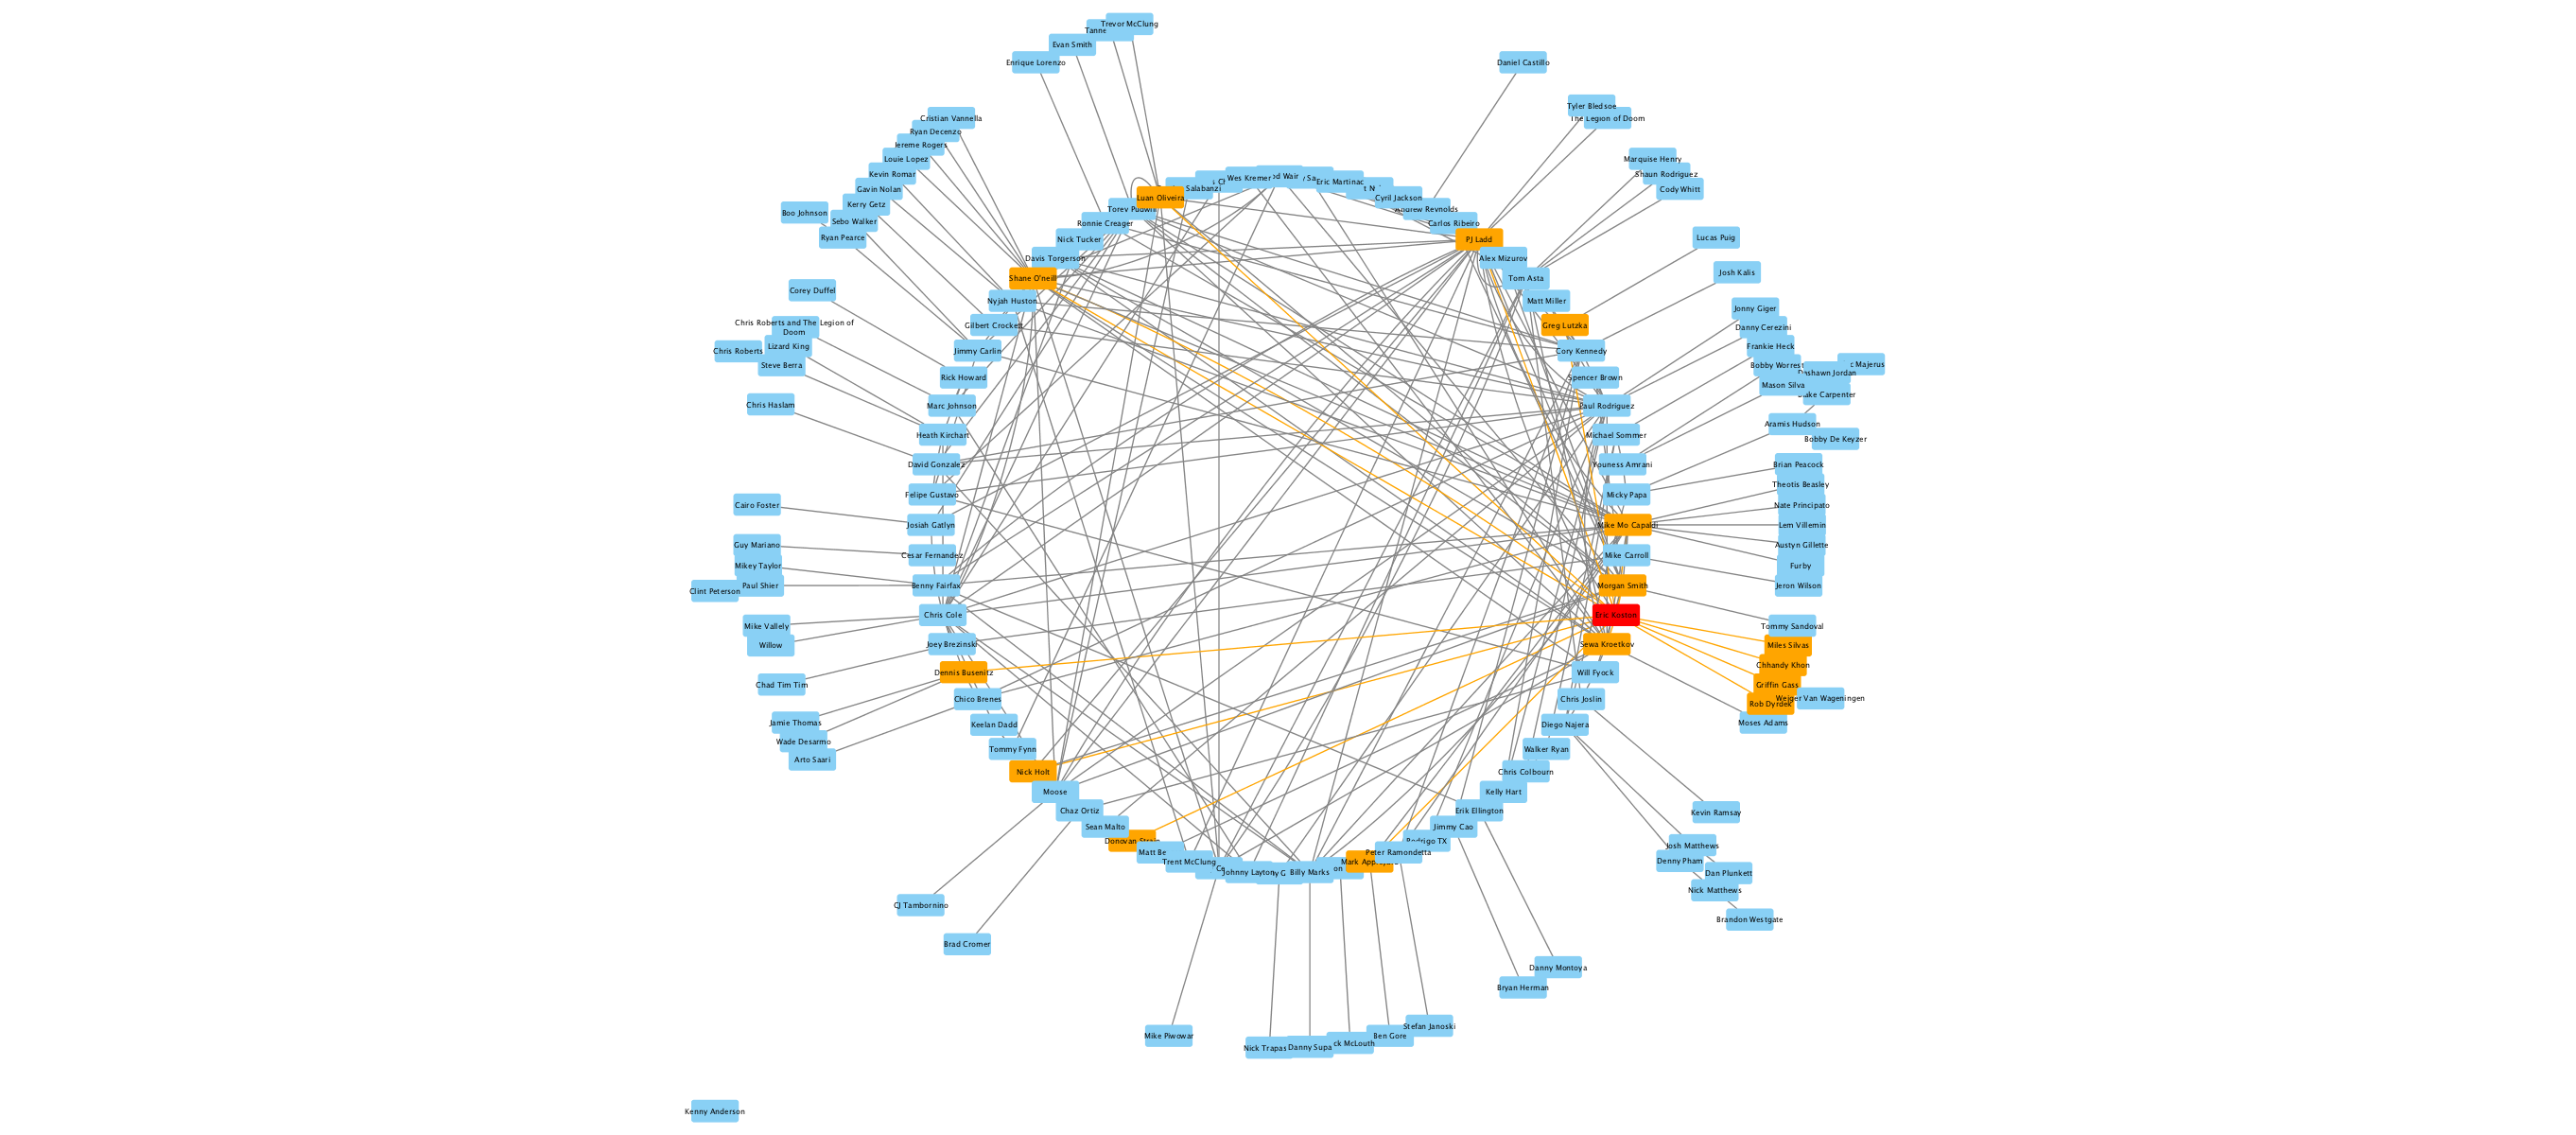 Trevor McClung
Tanne
Evan Smith
Enrique Lorenzo
Daniel Castillo
Tyler Bledsoe
The Legion of Doom
Cristian Vannella
Ryan Decenzo
Jereme Rogers
Louie Lopez
Kevin Romar
Gavin Nolan
Kerry Getz
Boo Johnson
Sebo Walker
Ryan Pearce
Marquise Henry
Shaun Rodriguez
Cody Whitt
Wes Kremer
Eric Martinac
Salabanzi
Luan Oliveira
Cyril Jackson
Torey Pudwill
Andrew Reynolds
Ronnie Creager
Carlos Ribeiro
Nick Tucker
PJ Ladd
Lucas Puig
Davis Torgerson
Alex Mizurov
Shane O'neill
Tom Asta
Josh Kalis
Corey Duffel
Nyjah Huston
Matt Miller
Jonny Giger
Chris Roberts and The Legion of
Doom
Gilbert Crockett
Greg Lutzka
Danny Cerezini
Lizard King
Chris Roberts
Jimmy Carlin
Cory Kennedy
Frankie Heck
Steve Berra
Bobby Worrest
c Majerus
Dashawn Jordan
Rick Howard
Spencer Brown
Mason Silva
Blake Carpenter
Chris Haslam
Marc Johnson
Paul Rodriguez
Aramis Hudson
Heath Kirchart
Michael Sommer
Bobby De Keyzer
David Gonzalez
Youness Amrani
Brian Peacock
Theotis Beasley
Felipe Gustavo
Micky Papa
Cairo Foster
Nate Principato
Josiah Gatlyn
Mike Mo Capaldi
Lem Villemin
Guy Mariano
Austyn Gillette
Cesar Fernandez
Mike Carroll
Mikey Taylor
Furby
Paul Shier
Clint Peterson
Benny Fairfax
Morgan Smith
Jeron Wilson
Chris Cole
Eric Koston
Mike Vallely
Tommy Sandoval
Willow
Joey Brezinski
Sewa Kroetkov
Miles Silvas
Chhandy Khon
Dennis Busenitz
Will Fyock
Chad Tim Tim
Griffin Gass
Chico Brenes
Chris Joslin
Weiger Van Wageningen
Rob Dyrdek
Jamie Thomas
Keelan Dadd
Diego Najera
Moses Adams
Wade Desarmo
Tommy Fynn
Walker Ryan
Arto Saari
Nick Holt
Chris Colbourn
Moose
Kelly Hart
Chaz Ortiz
Erik Ellington
Kevin Ramsay
Sean Malto
Jimmy Cao
Donovan Strain
Rodrigo TX
Josh Matthews
Matt Be
Peter Ramondetta
Trent McClung
Mark Appleyard
Denny Pham
Johnny Layton
Billy Marks
Dan Plunkett
Nick Matthews
CJ Tambornino
Brandon Westgate
Brad Cromer
Danny Montoya
Bryan Herman
Stefan Janoski
Mike Piwowar
Ben Gore
Nick Trapas
Danny Supa
ck McLouth
Kenny Anderson